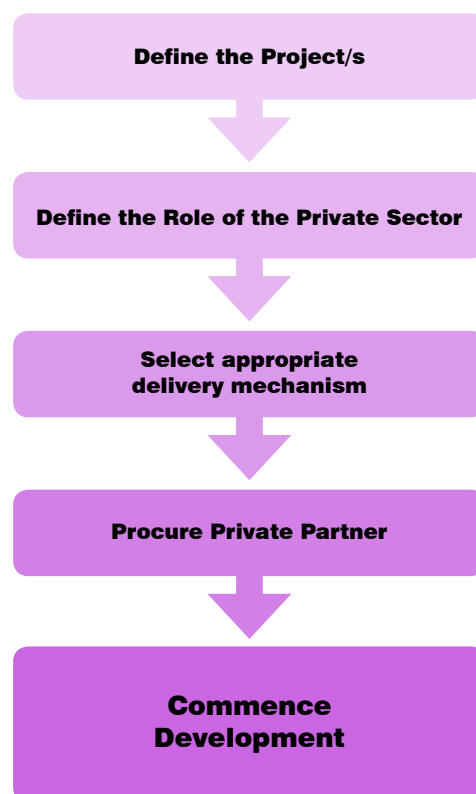 Define the Project/s
Define the Role of the Private Sector
Select appropriate
delivery mechanism
Procure Private Partner
Commence
Development